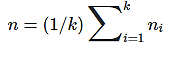 n = (1/k) ∑_{i=1}^{k} n_i